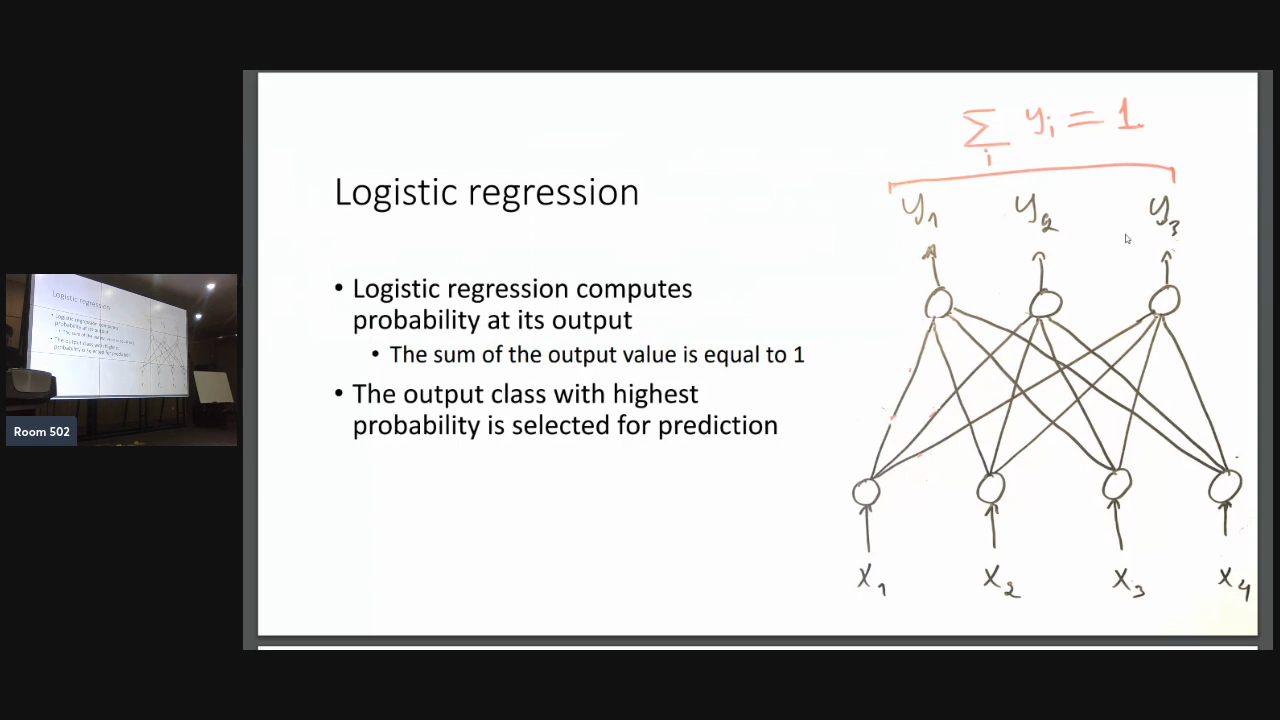 Logistic regression
• Logistic regression computes
probability at its output
• The sum of the output value is equal to 1
• The output class with highest
probability is selected for prediction
∑ yᵢ = 1
i
y₁ y₂ y₃
x₁ x₂ x₃ x₄
Logistic regression
Room 502